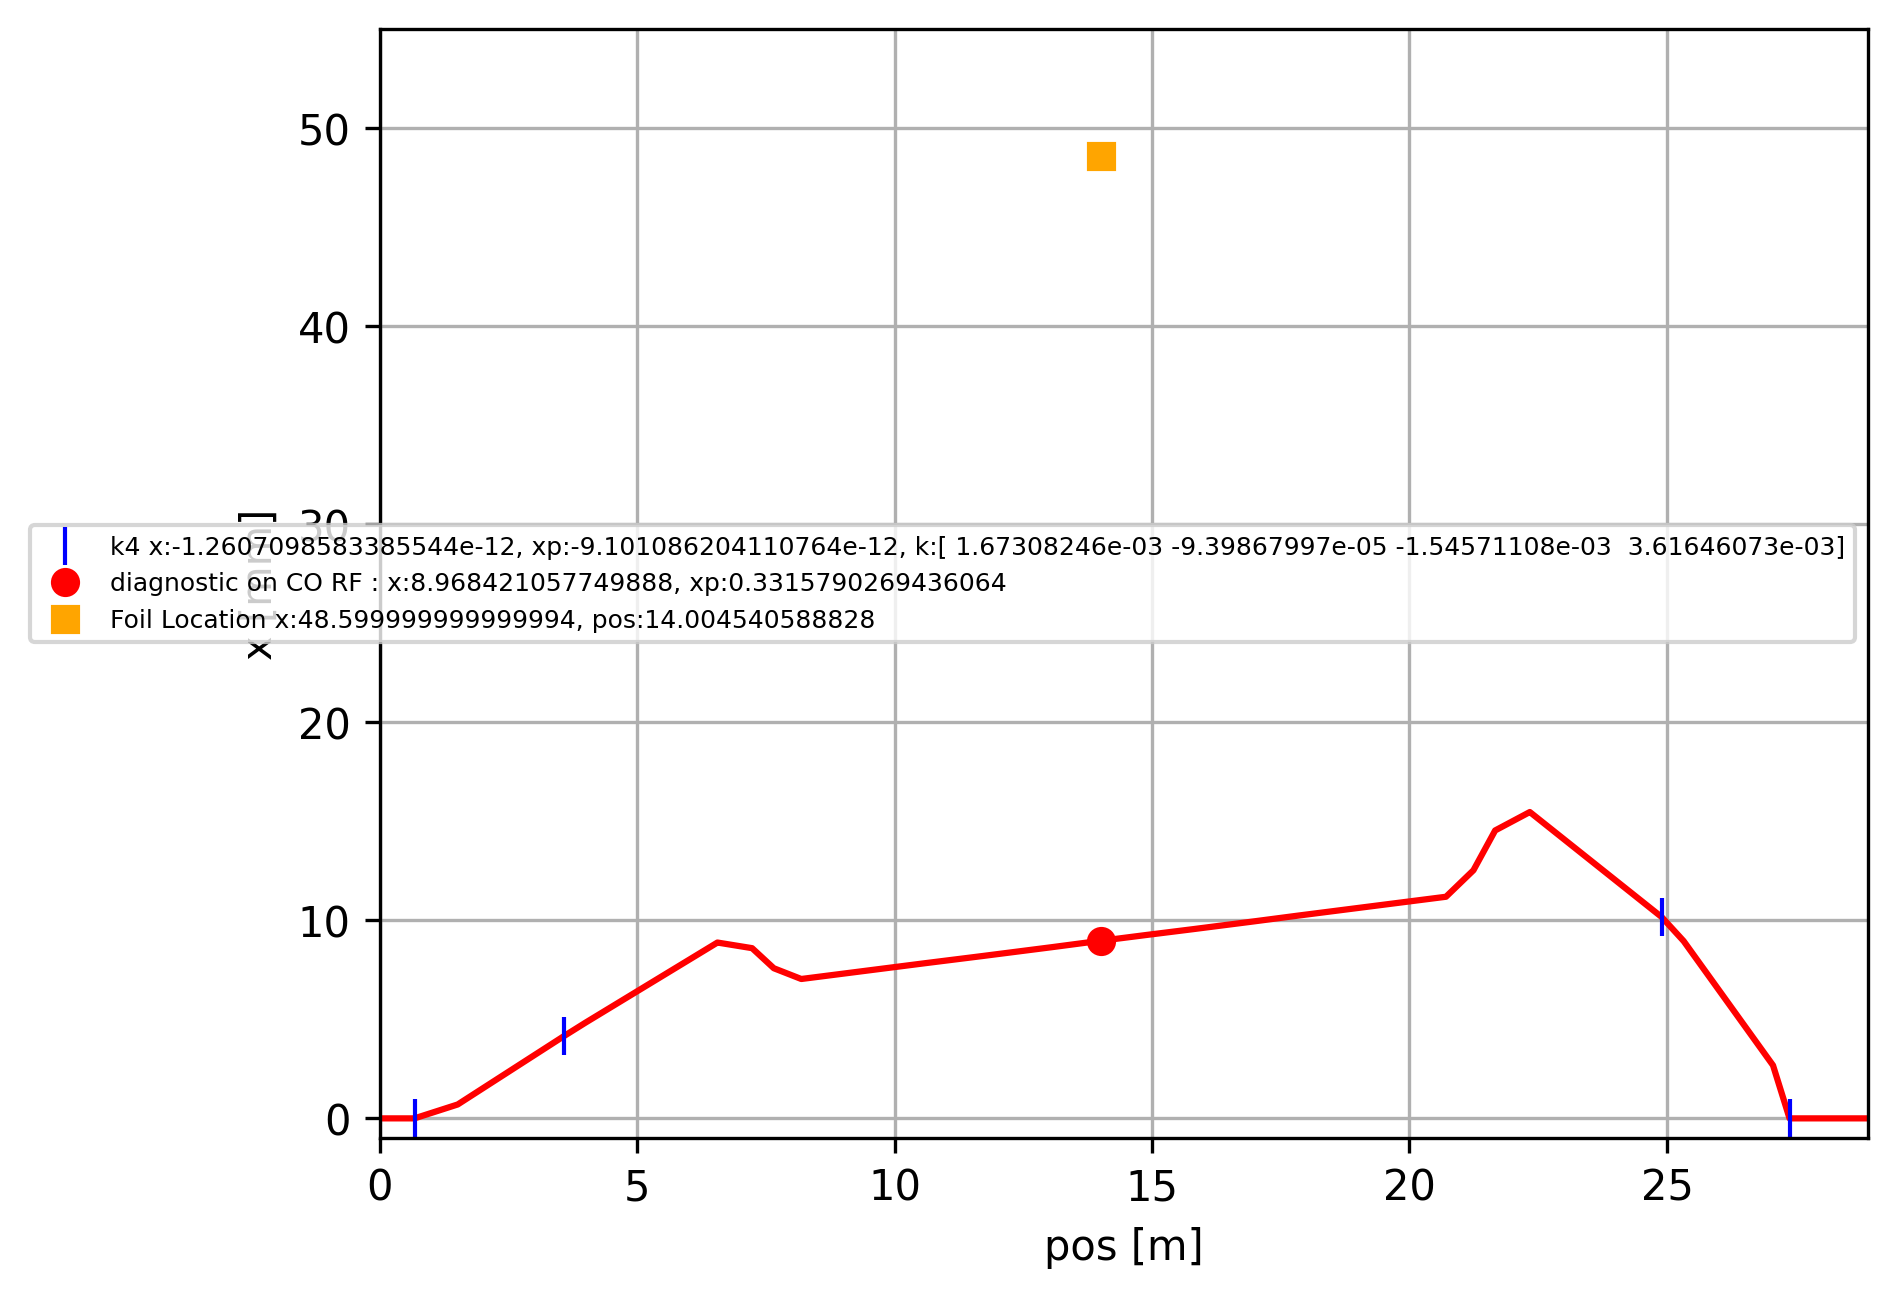 50
40
30
20
10
0
x [mm]
k4 x:-1.2607098583385544e-12, xp:-9.101086204110764e-12, k:[ 1.67308246e-03 -9.39867997e-05 -1.54571108e-03  3.61646073e-03]
diagnostic on CO RF : x:8.968421057749888, xp:0.3315790269436064
Foil Location x:48.599999999999994, pos:14.004540588828
0 5 10 15 20 25
pos [m]